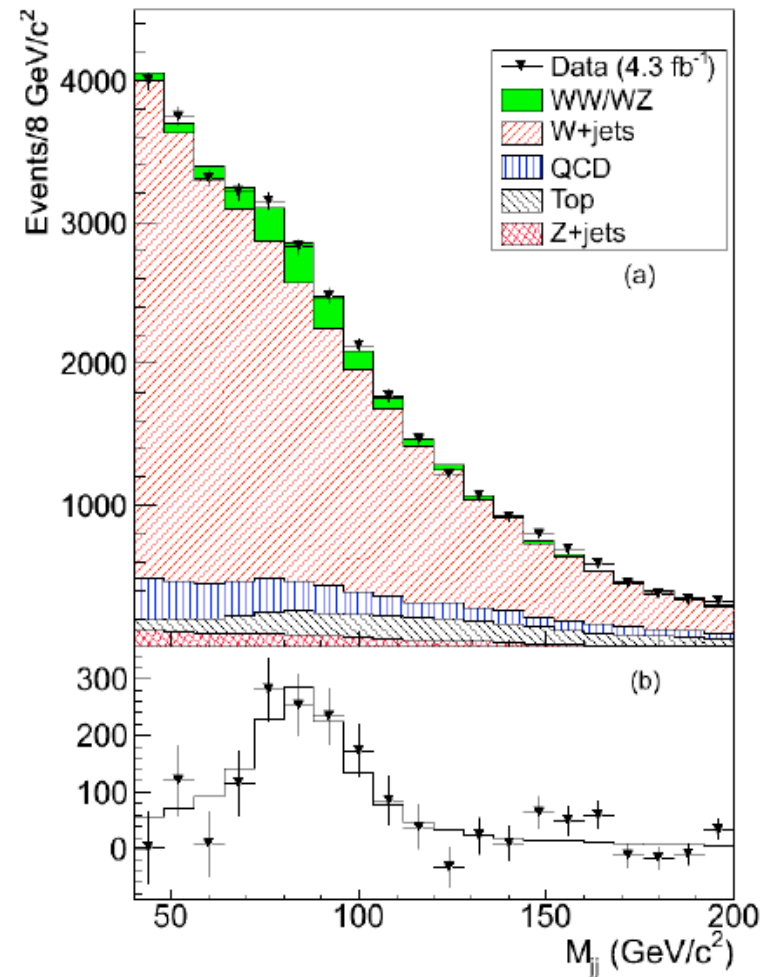 Events/8 GeV/c²
4000
3000
2000
1000
Data (4.3 fb⁻¹)
WW/WZ
W+jets
QCD
Top
Z+jets
(a)
300
200
100
0
(b)
50 100 150 200
M_jj (GeV/c²)